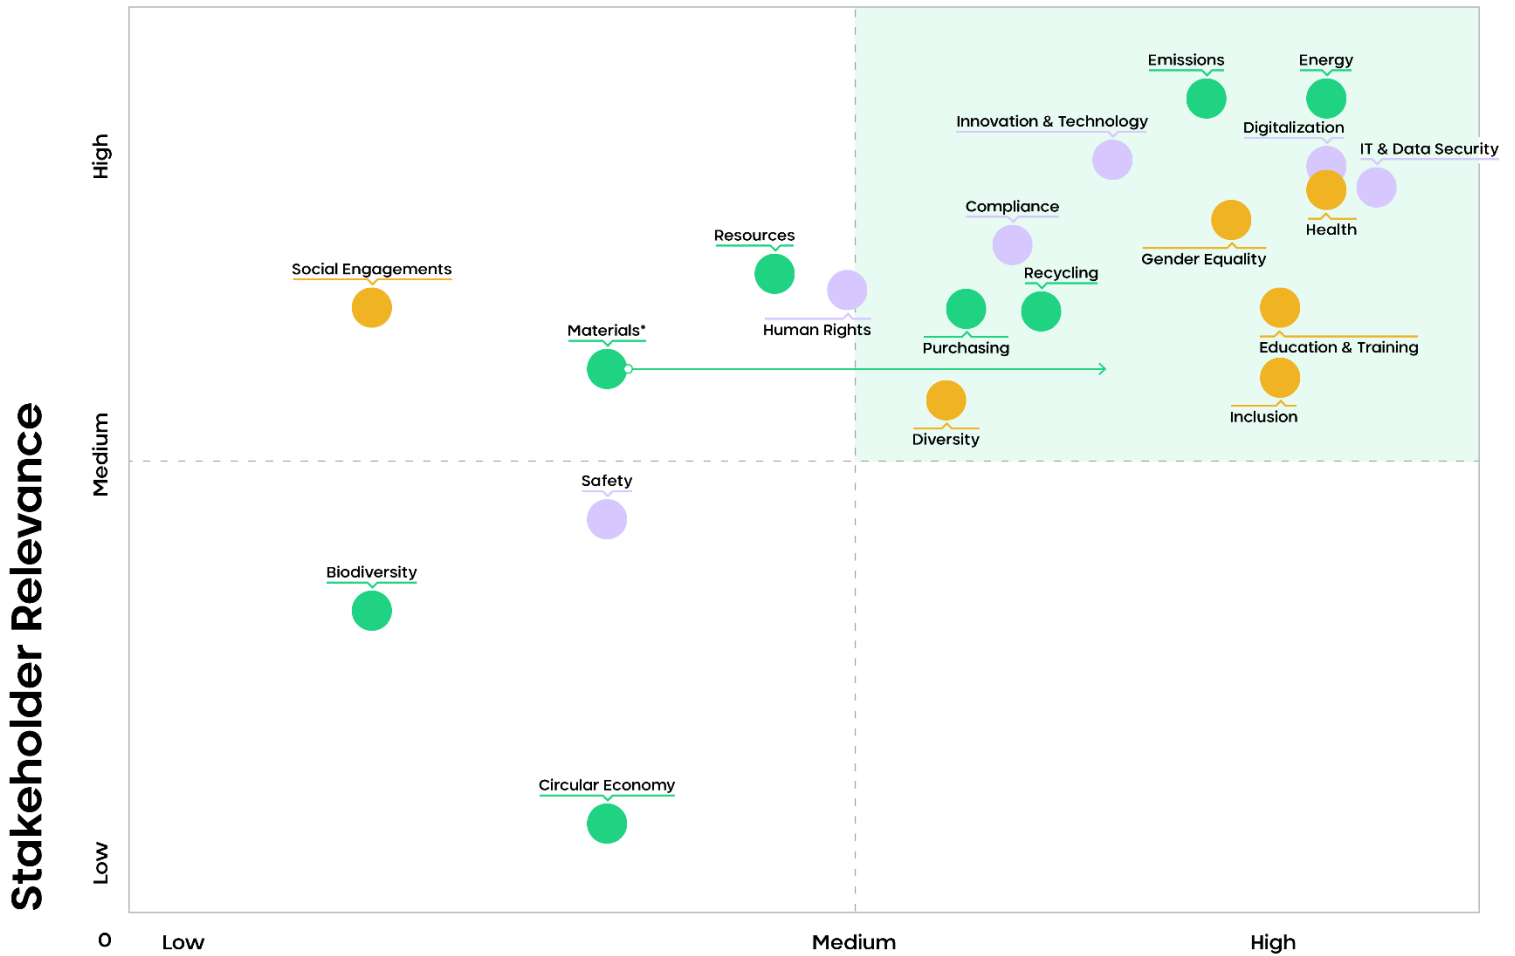 Emissions
Energy
Innovation & Technology
Digitalization
IT & Data Security
High
Compliance
Health
Resources
Gender Equality
Social Engagements
Recycling
Materials*
Human Rights
Purchasing
Education & Training
Inclusion
Diversity
Medium
Safety
Biodiversity
Stakeholder Relevance
Circular Economy
Low
0
Low
Medium
High